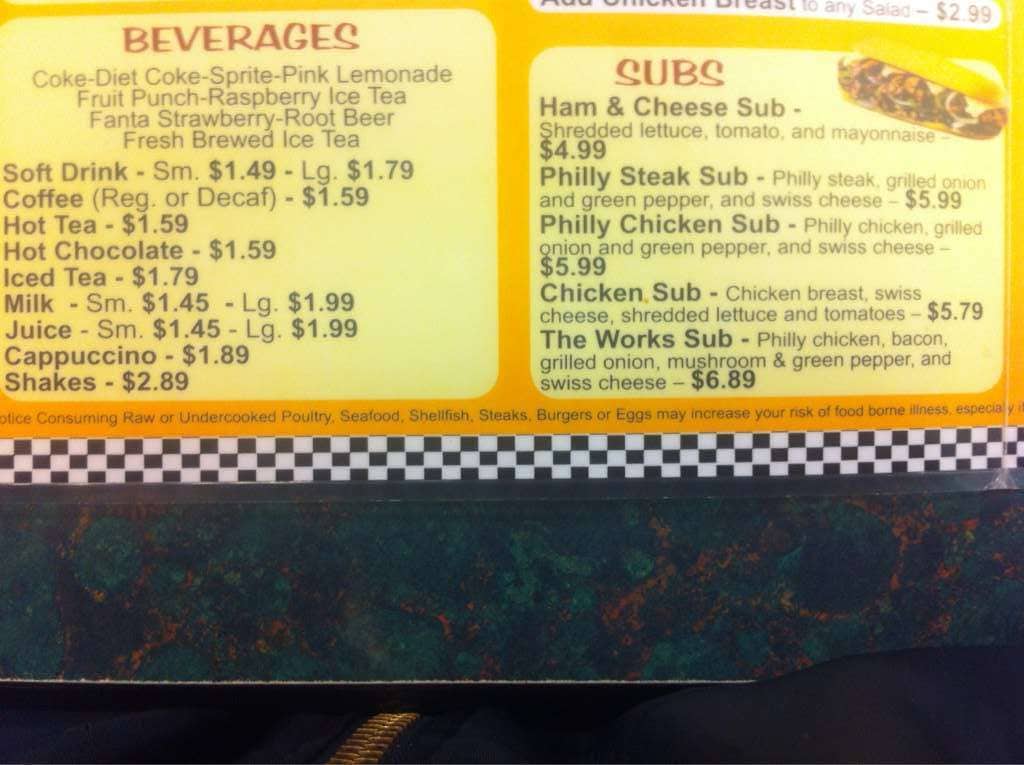 Add Chicken Breast to any Salad – $2.99
BEVERAGES
Coke-Diet Coke-Sprite-Pink Lemonade
Fruit Punch-Raspberry Ice Tea
Fanta Strawberry-Root Beer
Fresh Brewed Ice Tea
Soft Drink - Sm. $1.49 - Lg. $1.79
Coffee (Reg. or Decaf) - $1.59
Hot Tea - $1.59
Hot Chocolate - $1.59
Iced Tea - $1.79
Milk - Sm. $1.45 - Lg. $1.99
Juice - Sm. $1.45 - Lg. $1.99
Cappuccino - $1.89
Shakes - $2.89
SUBS
Ham & Cheese Sub -
Shredded lettuce, tomato, and mayonnaise –
$4.99
Philly Steak Sub - Philly steak, grilled onion
and green pepper, and swiss cheese – $5.99
Philly Chicken Sub - Philly chicken, grilled
onion and green pepper, and swiss cheese –
$5.99
Chicken Sub - Chicken breast, swiss
cheese, shredded lettuce and tomatoes – $5.79
The Works Sub - Philly chicken, bacon,
grilled onion, mushroom & green pepper, and
swiss cheese – $6.89
otice Consuming Raw or Undercooked Poultry, Seafood, Shellfish, Steaks, Burgers or Eggs may increase your risk of food borne illness, especially